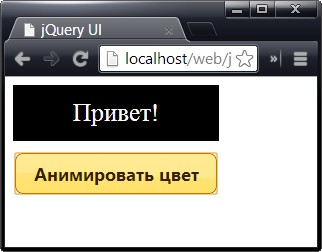 jQuery UI
localhost/web/j
Привет!
Анимировать цвет